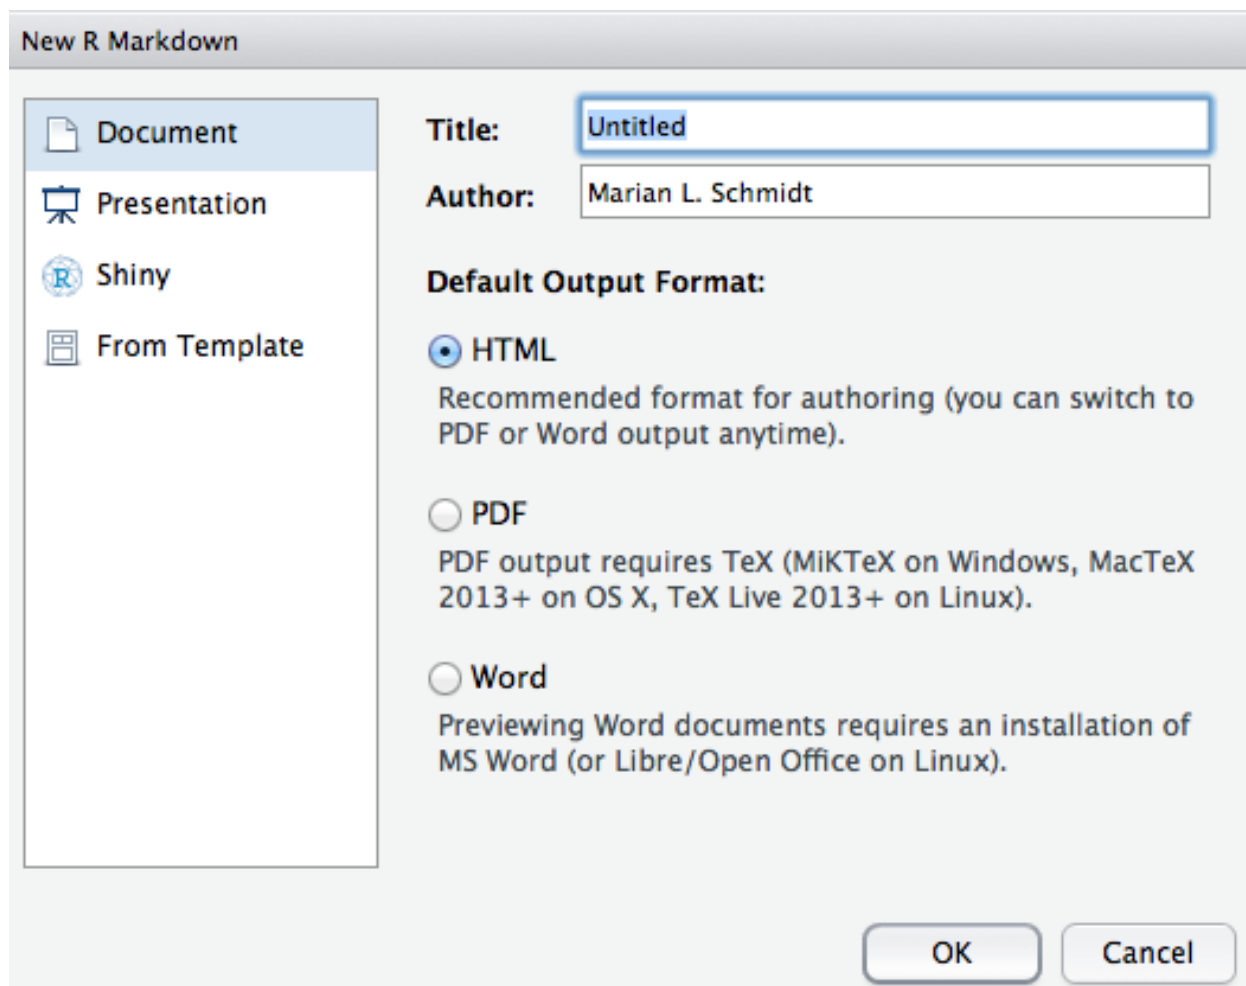 New R Markdown
Document
Presentation
Shiny
From Template
Title: Untitled
Author: Marian L. Schmidt
Default Output Format:
HTML
Recommended format for authoring (you can switch to
PDF or Word output anytime).
PDF
PDF output requires TeX (MiKTeX on Windows, MacTeX
2013+ on OS X, TeX Live 2013+ on Linux).
Word
Previewing Word documents requires an installation of
MS Word (or Libre/Open Office on Linux).
OK Cancel